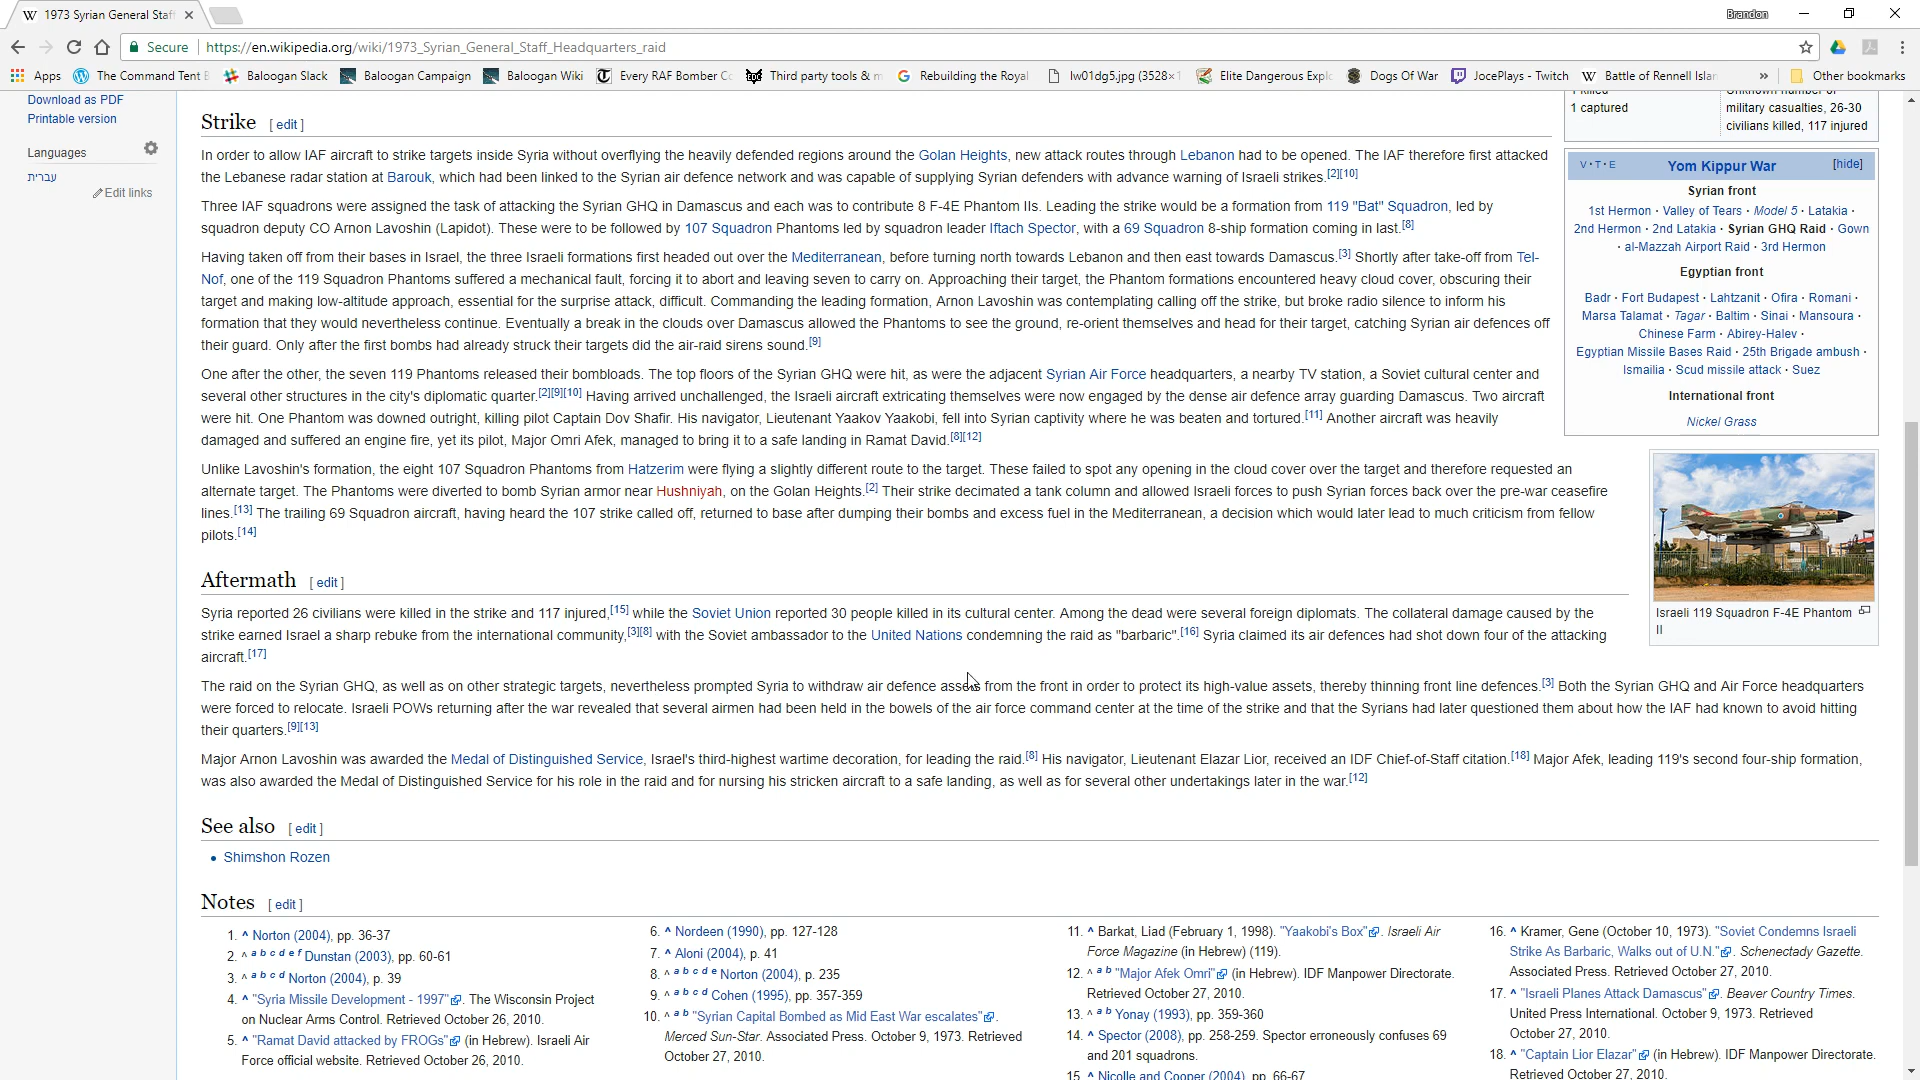 1973 Syrian General Staf
Brandon
Secure https://en.wikipedia.org/wiki/1973_Syrian_General_Staff_Headquarters_raid
Apps The Command Tent Baloogan Slack Baloogan Campaign Baloogan Wiki Every RAF Bomber Third party tools & Rebuilding the Royal lw01dg5.jpg (3528× Elite Dangerous Dogs Of War JocePlays - Twitch Battle of Rennell » Other bookmarks
Download as PDF
Printable version
Languages
עברית
Edit links
1 killed
1 captured
Unknown number of
military casualties, 26-30
civilians killed, 117 injured
Strike [ edit ]
In order to allow IAF aircraft to strike targets inside Syria without overflying the heavily defended regions around the Golan Heights, new attack routes through Lebanon had to be opened. The IAF therefore first attacked
the Lebanese radar station at Barouk, which had been linked to the Syrian air defence network and was capable of supplying Syrian defenders with advance warning of Israeli strikes.[2][10]
Three IAF squadrons were assigned the task of attacking the Syrian GHQ in Damascus and each was to contribute 8 F-4E Phantom IIs. Leading the strike would be a formation from 119 "Bat" Squadron, led by
squadron deputy CO Arnon Lavoshin (Lapidot). These were to be followed by 107 Squadron Phantoms led by squadron leader Iftach Spector, with a 69 Squadron 8-ship formation coming in last.[8]
Having taken off from their bases in Israel, the three Israeli formations first headed out over the Mediterranean, before turning north towards Lebanon and then east towards Damascus.[3] Shortly after take-off from Tel-
Nof, one of the 119 Squadron Phantoms suffered a mechanical fault, forcing it to abort and leaving seven to carry on. Approaching their target, the Phantom formations encountered heavy cloud cover, obscuring their
target and making low-altitude approach, essential for the surprise attack, difficult. Commanding the leading formation, Arnon Lavoshin was contemplating calling off the strike, but broke radio silence to inform his
formation that they would nevertheless continue. Eventually a break in the clouds over Damascus allowed the Phantoms to see the ground, re-orient themselves and head for their target, catching Syrian air defences off
their guard. Only after the first bombs had already struck their targets did the air-raid sirens sound.[9]
One after the other, the seven 119 Phantoms released their bombloads. The top floors of the Syrian GHQ were hit, as were the adjacent Syrian Air Force headquarters, a nearby TV station, a Soviet cultural center and
several other structures in the city's diplomatic quarter.[2][9][10] Having arrived unchallenged, the Israeli aircraft extricating themselves were now engaged by the dense air defence array guarding Damascus. Two aircraft
were hit. One Phantom was downed outright, killing pilot Captain Dov Shafir. His navigator, Lieutenant Yaakov Yaakobi, fell into Syrian captivity where he was beaten and tortured.[11] Another aircraft was heavily
damaged and suffered an engine fire, yet its pilot, Major Omri Afek, managed to bring it to a safe landing in Ramat David.[8][12]
Unlike Lavoshin's formation, the eight 107 Squadron Phantoms from Hatzerim were flying a slightly different route to the target. These failed to spot any opening in the cloud cover over the target and therefore requested an
alternate target. The Phantoms were diverted to bomb Syrian armor near Hushniyah, on the Golan Heights.[2] Their strike decimated a tank column and allowed Israeli forces to push Syrian forces back over the pre-war ceasefire
lines.[13] The trailing 69 Squadron aircraft, having heard the 107 strike called off, returned to base after dumping their bombs and excess fuel in the Mediterranean, a decision which would later lead to much criticism from fellow
pilots.[14]
V · T · E Yom Kippur War [hide]
Syrian front
1st Hermon · Valley of Tears · Model 5 · Latakia ·
2nd Hermon · 2nd Latakia · Syrian GHQ Raid · Gown
· al-Mazzah Airport Raid · 3rd Hermon
Egyptian front
Badr · Fort Budapest · Lahtzanit · Ofira · Romani ·
Marsa Talamat · Tagar · Baltim · Sinai · Mansoura ·
Chinese Farm · Abirey-Halev ·
Egyptian Missile Bases Raid · 25th Brigade ambush ·
Ismailia · Scud missile attack · Suez
International front
Nickel Grass
Israeli 119 Squadron F-4E Phantom
II
Aftermath [ edit ]
Syria reported 26 civilians were killed in the strike and 117 injured,[15] while the Soviet Union reported 30 people killed in its cultural center. Among the dead were several foreign diplomats. The collateral damage caused by the
strike earned Israel a sharp rebuke from the international community,[3][8] with the Soviet ambassador to the United Nations condemning the raid as "barbaric".[16] Syria claimed its air defences had shot down four of the attacking
aircraft.[17]
The raid on the Syrian GHQ, as well as on other strategic targets, nevertheless prompted Syria to withdraw air defence assets from the front in order to protect its high-value assets, thereby thinning front line defences.[3] Both the Syrian GHQ and Air Force headquarters
were forced to relocate. Israeli POWs returning after the war revealed that several airmen had been held in the bowels of the air force command center at the time of the strike and that the Syrians had later questioned them about how the IAF had known to avoid hitting
their quarters.[9][13]
Major Arnon Lavoshin was awarded the Medal of Distinguished Service, Israel's third-highest wartime decoration, for leading the raid.[8] His navigator, Lieutenant Elazar Lior, received an IDF Chief-of-Staff citation.[18] Major Afek, leading 119's second four-ship formation,
was also awarded the Medal of Distinguished Service for his role in the raid and for nursing his stricken aircraft to a safe landing, as well as for several other undertakings later in the war.[12]
See also [ edit ]
• Shimshon Rozen
Notes [ edit ]
1. ^ Norton (2004), pp. 36-37
2. ^ a b c d e f Dunstan (2003), pp. 60-61
3. ^ a b c d Norton (2004), p. 39
4. ^ "Syria Missile Development - 1997". The Wisconsin Project
on Nuclear Arms Control. Retrieved October 26, 2010.
5. ^ "Ramat David attacked by FROGs" (in Hebrew). Israeli Air
Force official website. Retrieved October 26, 2010.
6. ^ Nordeen (1990), pp. 127-128
7. ^ Aloni (2004), p. 41
8. ^ a b c d e Norton (2004), p. 235
9. ^ a b c d Cohen (1995), pp. 357-359
10. ^ a b "Syrian Capital Bombed as Mid East War escalates".
Merced Sun-Star. Associated Press. October 9, 1973. Retrieved
October 27, 2010.
11. ^ Barkat, Liad (February 1, 1998). "Yaakobi's Box". Israeli Air
Force Magazine (in Hebrew) (119).
12. ^ a b "Major Afek Omri" (in Hebrew). IDF Manpower Directorate.
Retrieved October 27, 2010.
13. ^ a b Yonay (1993), pp. 359-360
14. ^ Spector (2008), pp. 258-259. Spector erroneously confuses 69
and 201 squadrons.
15. ^ Nicolle and Cooper (2004), pp. 66-67
16. ^ Kramer, Gene (October 10, 1973). "Soviet Condemns Israeli
Strike As Barbaric, Walks out of U.N.". Schenectady Gazette.
Associated Press. Retrieved October 27, 2010.
17. ^ "Israeli Planes Attack Damascus". Beaver Country Times.
United Press International. October 9, 1973. Retrieved
October 27, 2010.
18. ^ "Captain Lior Elazar" (in Hebrew). IDF Manpower Directorate.
Retrieved October 27, 2010.